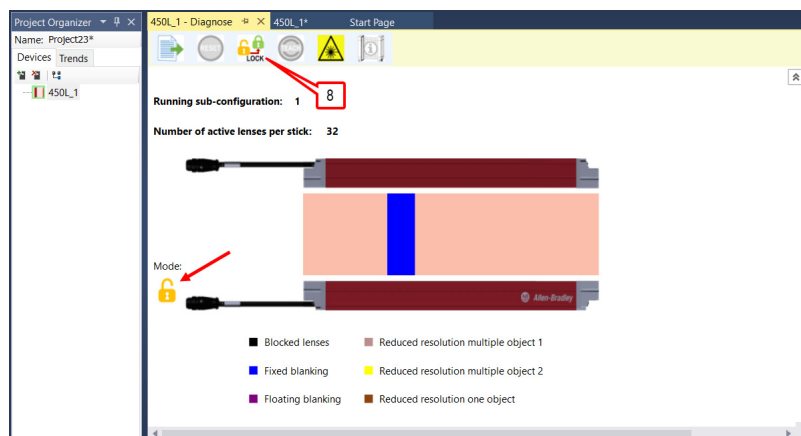 Project Organizer
450L_1 - Diagnose
450L_1*
Start Page
Name: Project23*
Devices
Trends
450L_1
RESET
LOCK
TEACH
8
Running sub-configuration: 1
Number of active lenses per stick: 32
Mode:
Allen-Bradley
Blocked lenses
Reduced resolution multiple object 1
Fixed blanking
Reduced resolution multiple object 2
Floating blanking
Reduced resolution one object